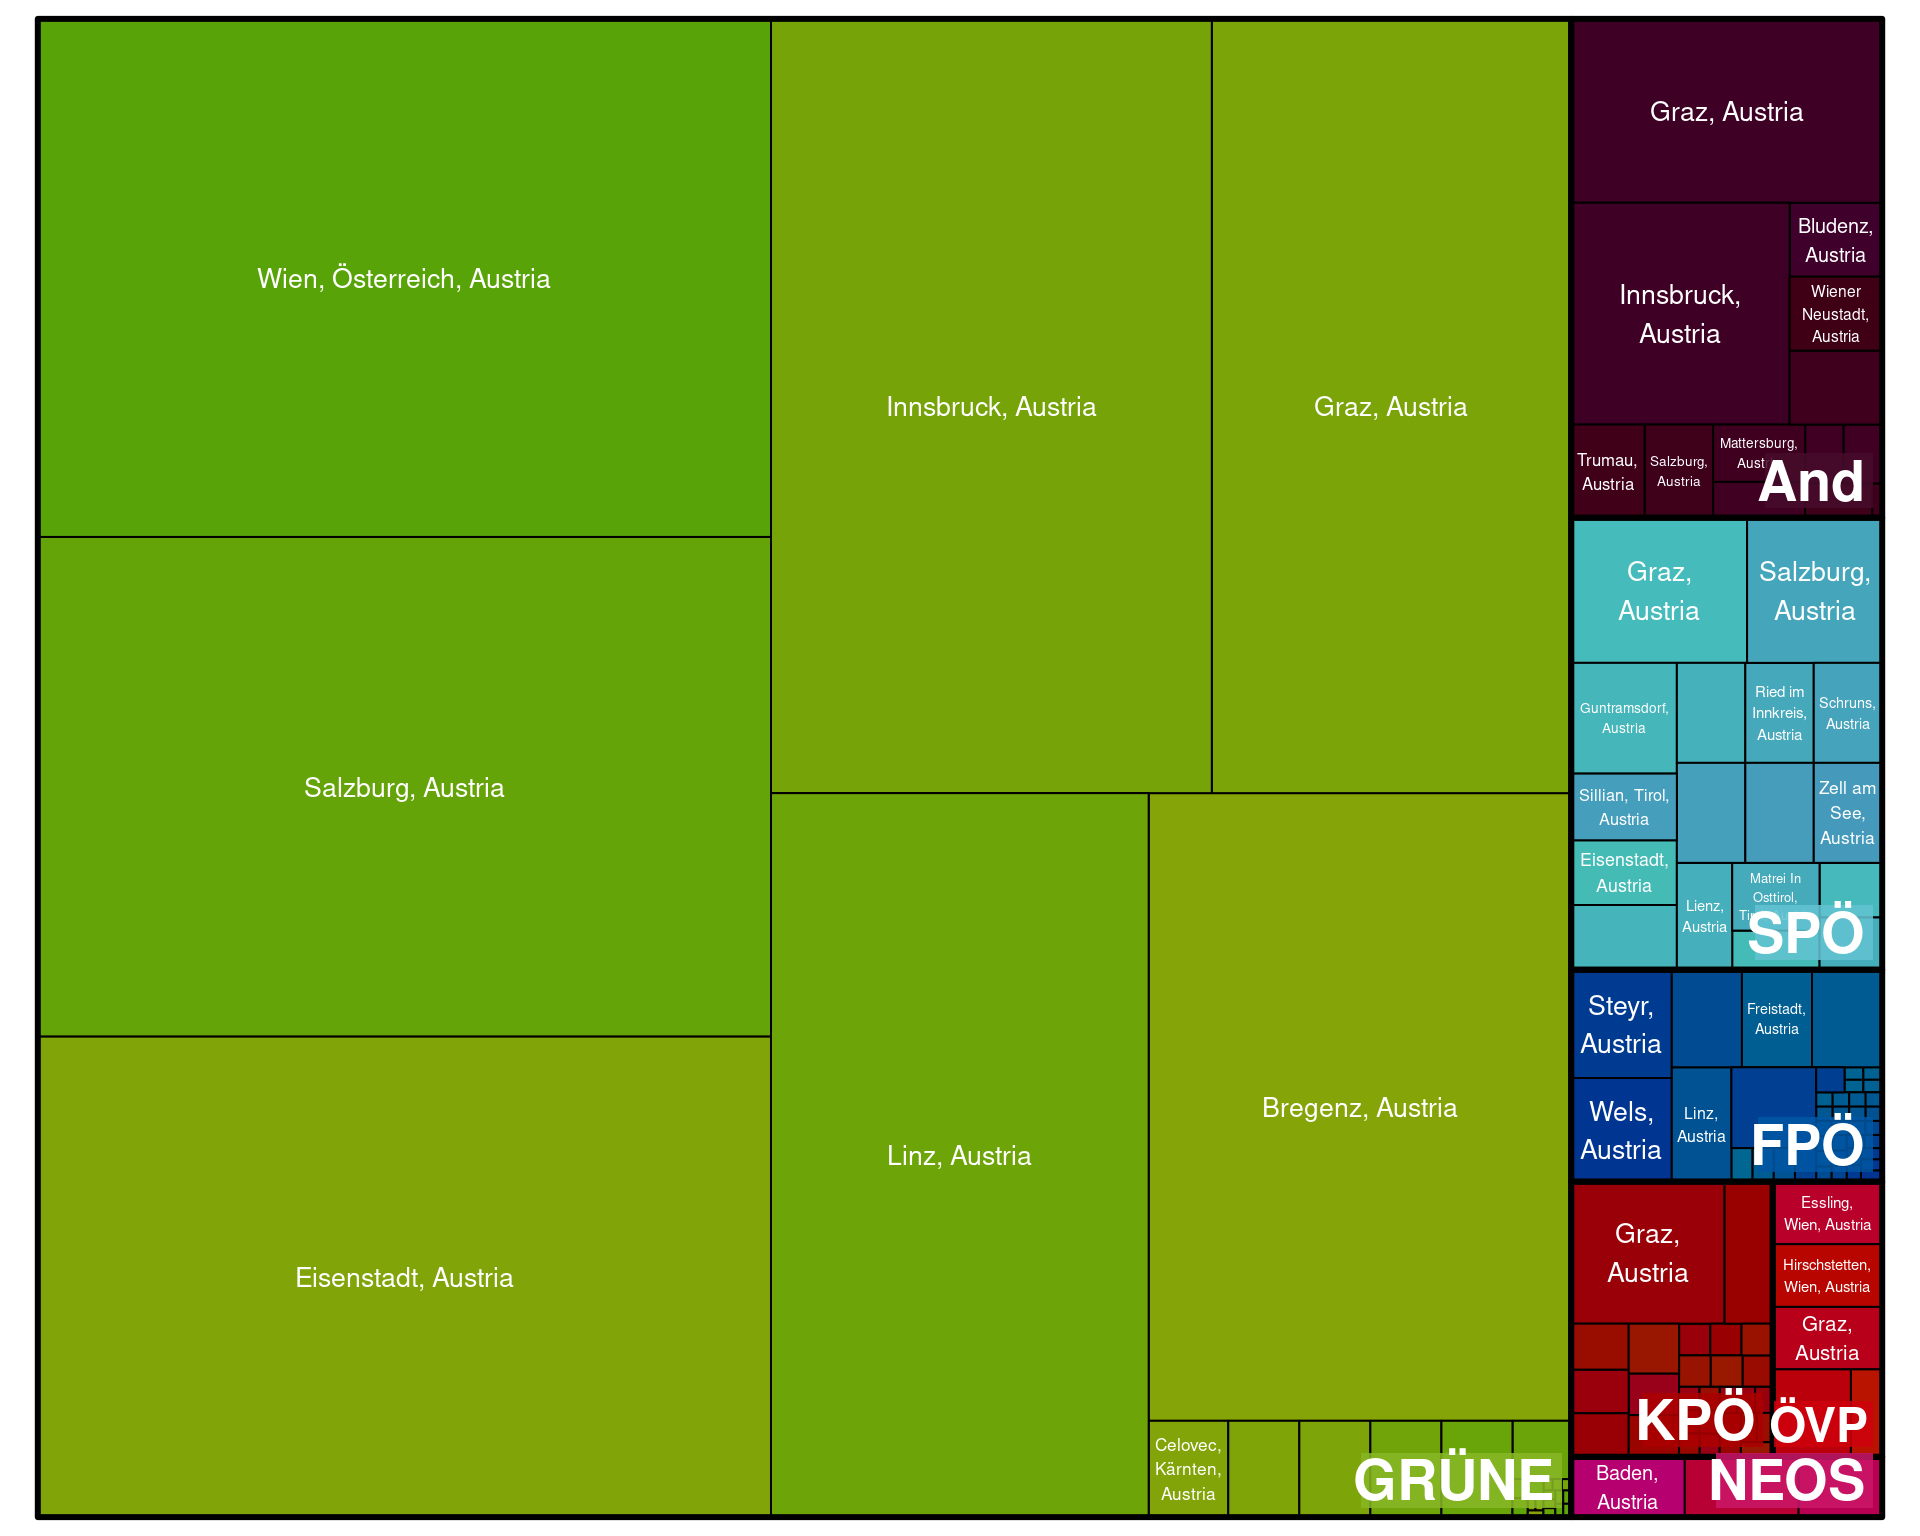 Wien, Österreich, Austria
Salzburg, Austria
Eisenstadt, Austria
Innsbruck, Austria
Graz, Austria
Linz, Austria
Bregenz, Austria
Celovec,
Kärnten,
Austria
GRÜNE
Graz, Austria
Innsbruck,
Austria
Bludenz,
Austria
Wiener
Neustadt,
Austria
Trumau,
Austria
Salzburg,
Austria
Mattersburg,
And
Graz,
Austria
Salzburg,
Austria
Guntramsdorf,
Austria
Ried im
Innkreis,
Austria
Schruns,
Austria
Sillian, Tirol,
Austria
Zell am
See,
Austria
Eisenstadt,
Austria
Lienz,
Austria
Matrei In
Osttirol,
SPÖ
Steyr,
Austria
Freistadt,
Austria
Wels,
Austria
Linz,
Austria
FPÖ
Graz,
Austria
KPÖ
Essling,
Wien, Austria
Hirschstetten,
Wien, Austria
Graz,
Austria
ÖVP
Baden,
Austria
NEOS